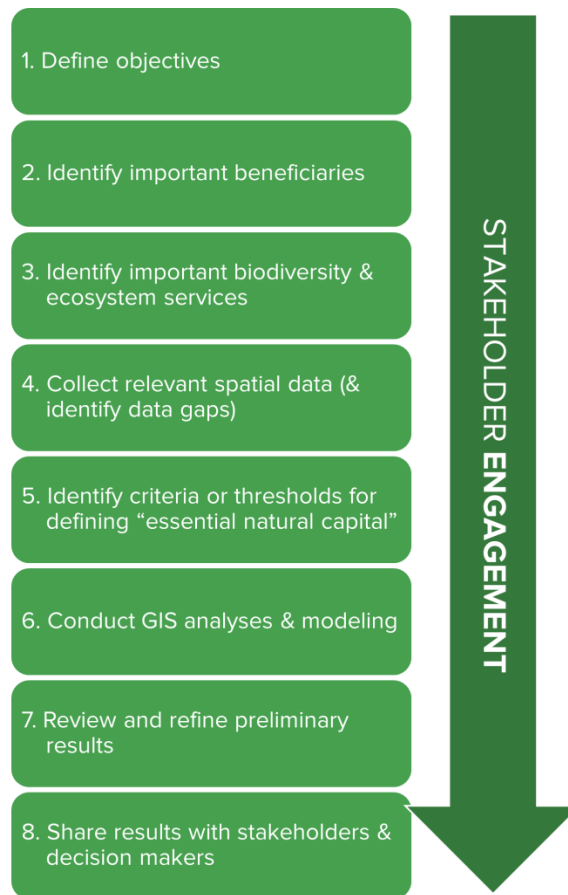 1. Define objectives
2. Identify important beneficiaries
3. Identify important biodiversity &
ecosystem services
4. Collect relevant spatial data (&
identify data gaps)
5. Identify criteria or thresholds for
defining “essential natural capital”
6. Conduct GIS analyses & modeling
7. Review and refine preliminary
results
8. Share results with stakeholders &
decision makers
STAKEHOLDER ENGAGEMENT